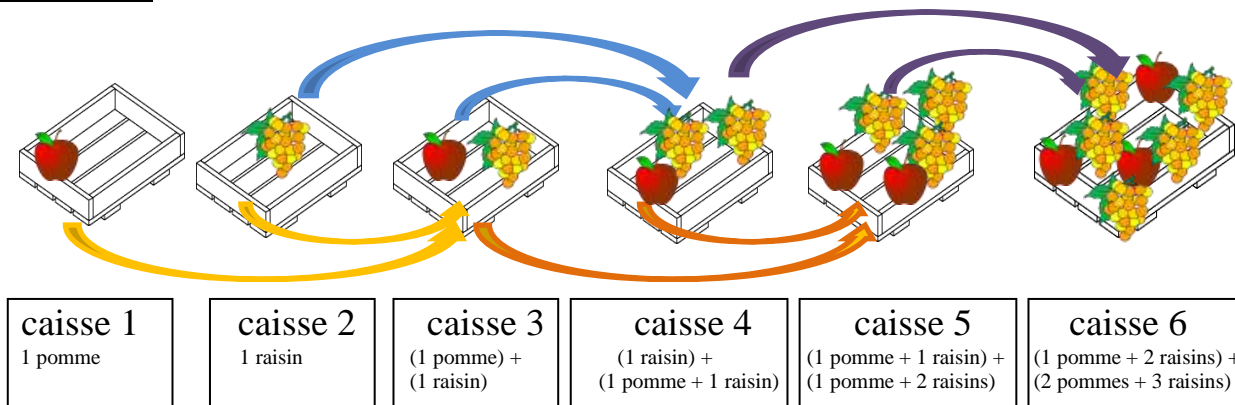 caisse 1
1 pomme
caisse 2
1 raisin
caisse 3
(1 pomme) +
(1 raisin)
caisse 4
(1 raisin) +
(1 pomme + 1 raisin)
caisse 5
(1 pomme + 1 raisin) +
(1 pomme + 2 raisins)
caisse 6
(1 pomme + 2 raisins) +
(2 pommes + 3 raisins)